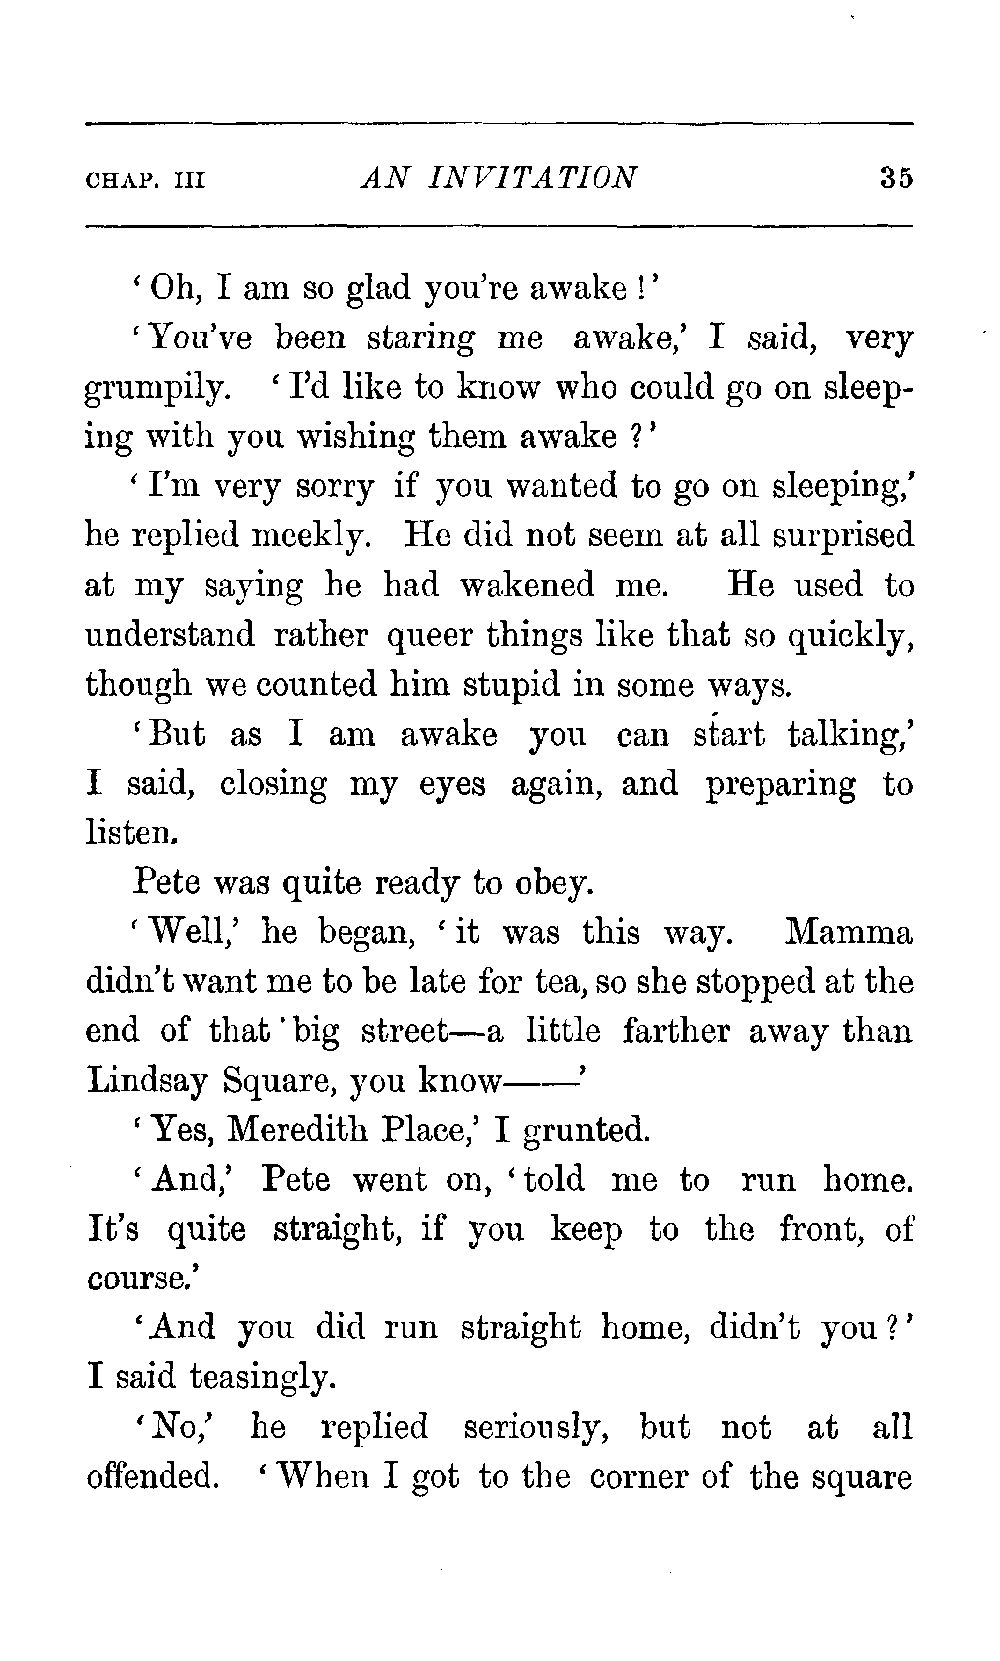 CHAP. III AN INVITATION 35
‘Oh, I am so glad you’re awake!’
‘You’ve been staring me awake,’ I said, very
grumpily. ‘I’d like to know who could go on sleep-
ing with you wishing them awake?’
‘I’m very sorry if you wanted to go on sleeping,’
he replied meekly. He did not seem at all surprised
at my saying he had wakened me. He used to
understand rather queer things like that so quickly,
though we counted him stupid in some ways.
‘But as I am awake you can start talking,’
I said, closing my eyes again, and preparing to
listen.
Pete was quite ready to obey.
‘Well,’ he began, ‘it was this way. Mamma
didn’t want me to be late for tea, so she stopped at the
end of that big street—a little farther away than
Lindsay Square, you know——’
‘Yes, Meredith Place,’ I grunted.
‘And,’ Pete went on, ‘told me to run home.
It’s quite straight, if you keep to the front, of
course.’
‘And you did run straight home, didn’t you?’
I said teasingly.
‘No,’ he replied seriously, but not at all
offended. ‘When I got to the corner of the square